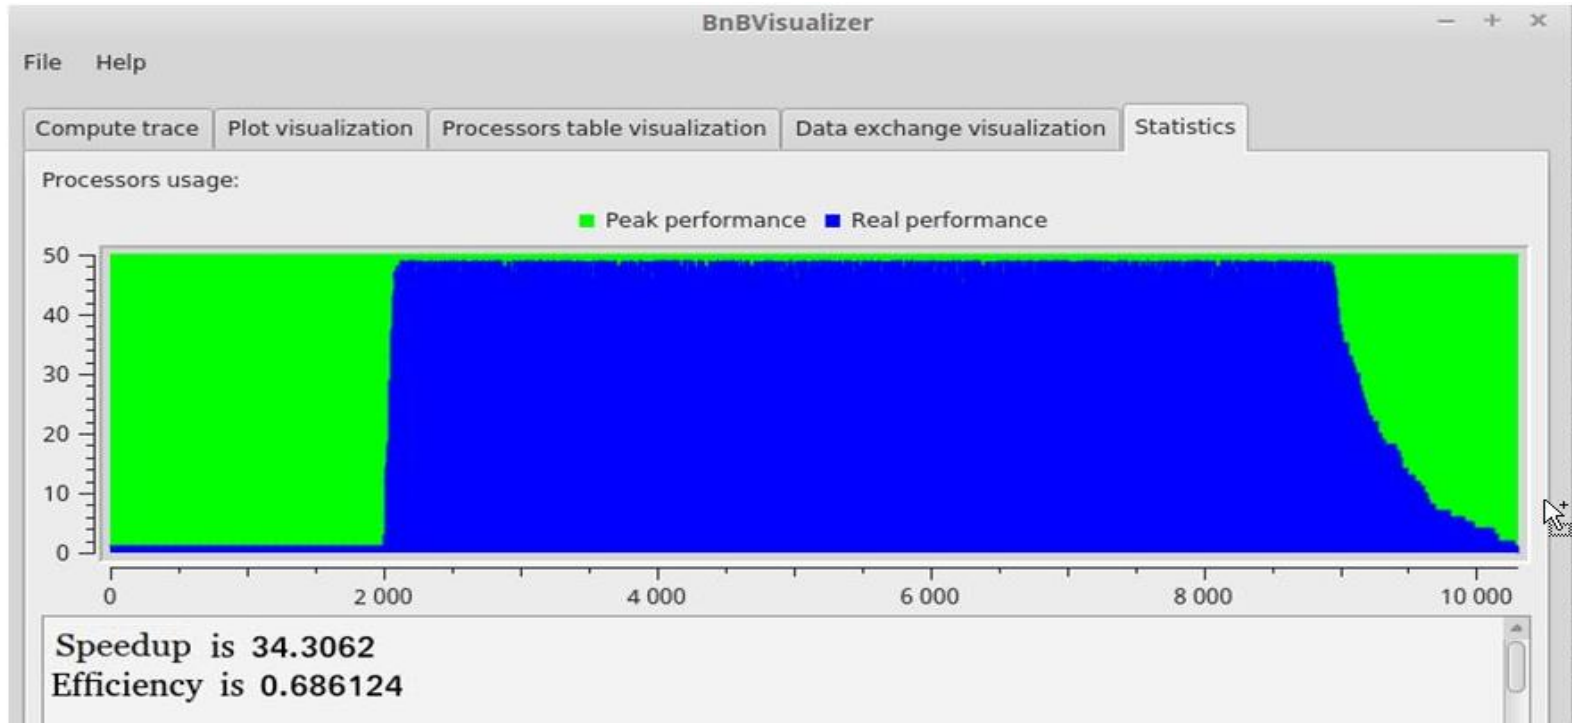 BnBVisualizer
File Help
Compute trace Plot visualization Processors table visualization Data exchange visualization Statistics
Processors usage:
Peak performance Real performance
50
40
30
20
10
0
0 2 000 4 000 6 000 8 000 10 000
Speedup is 34.3062
Efficiency is 0.686124